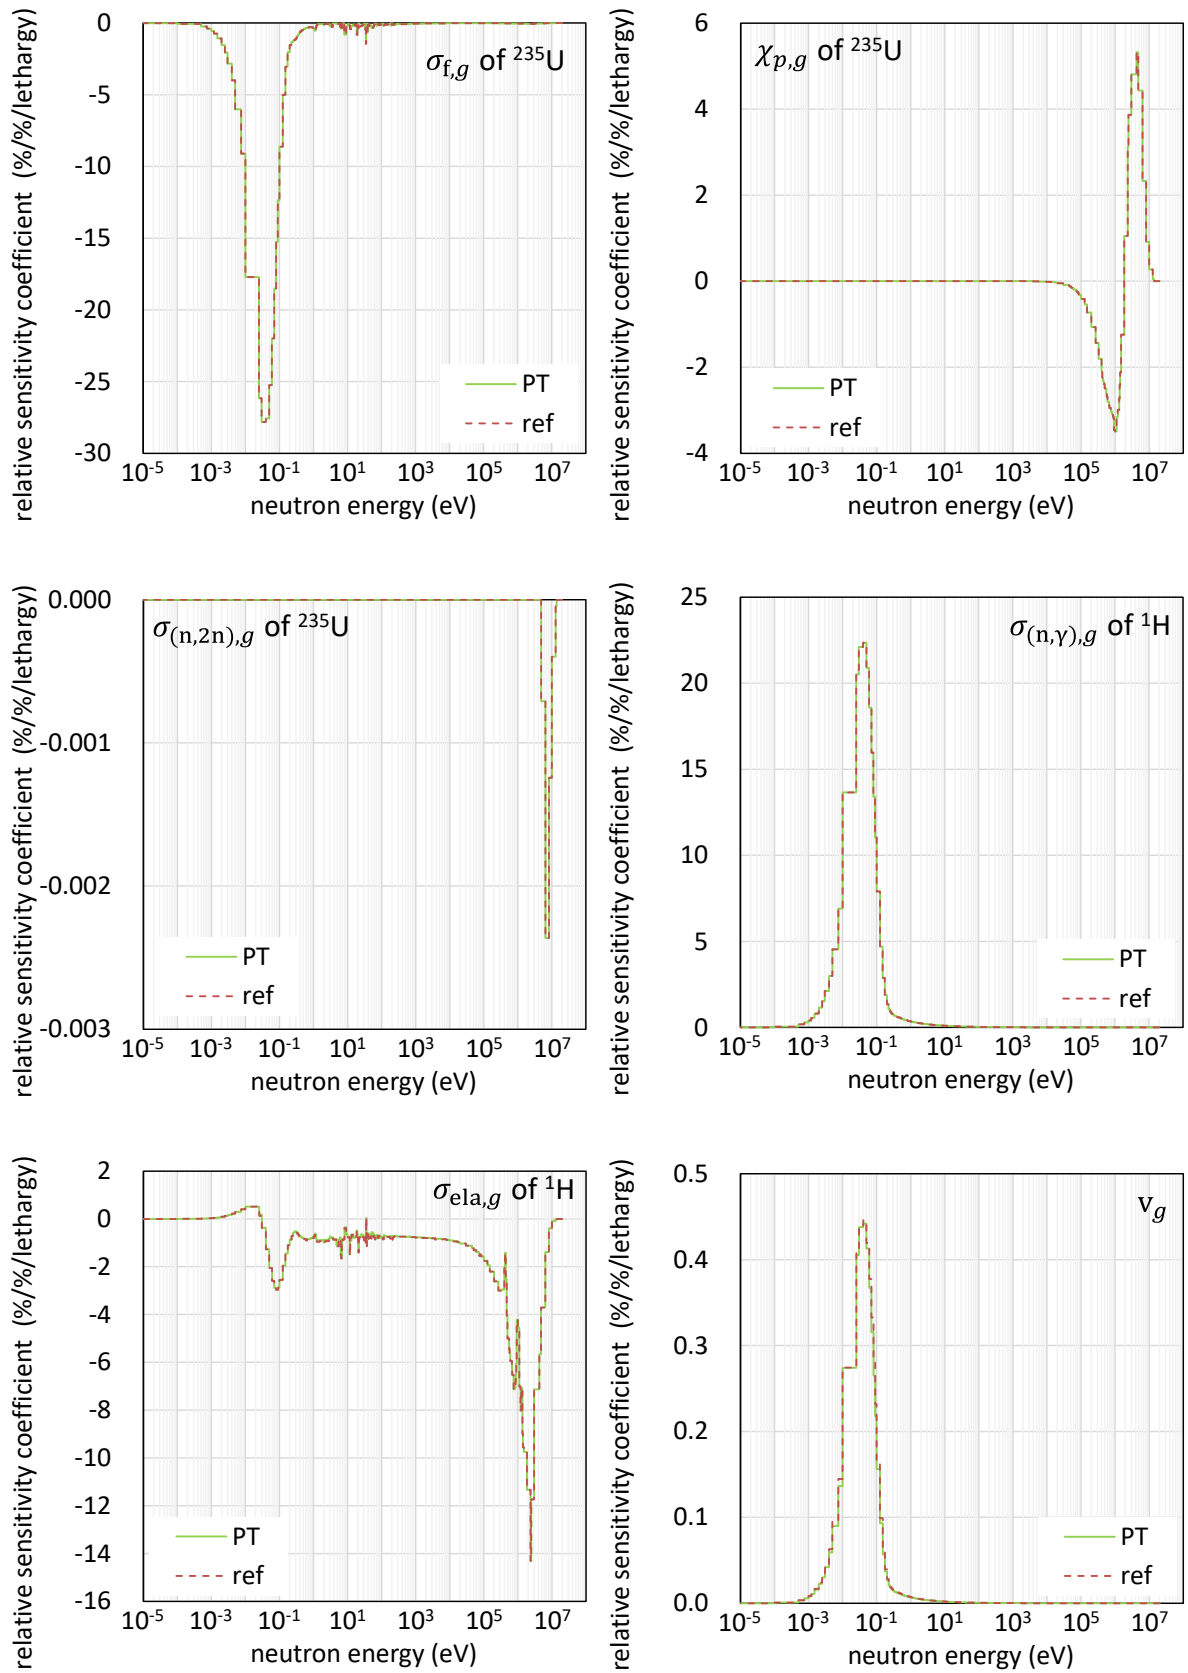 relative sensitivity coefficient (%/%/lethargy)
0
-5
-10
-15
-20
-25
-30
σf,g of ²³⁵U
PT
ref
10⁻⁵ 10⁻³ 10⁻¹ 10¹ 10³ 10⁵ 10⁷
neutron energy (eV)
relative sensitivity coefficient (%/%/lethargy)
6
4
2
0
-2
-4
χp,g of ²³⁵U
PT
ref
10⁻⁵ 10⁻³ 10⁻¹ 10¹ 10³ 10⁵ 10⁷
neutron energy (eV)
relative sensitivity coefficient (%/%/lethargy)
0.000
-0.001
-0.002
-0.003
σ(n,2n),g of ²³⁵U
PT
ref
10⁻⁵ 10⁻³ 10⁻¹ 10¹ 10³ 10⁵ 10⁷
neutron energy (eV)
relative sensitivity coefficient (%/%/lethargy)
25
20
15
10
5
0
σ(n,γ),g of ¹H
PT
ref
10⁻⁵ 10⁻³ 10⁻¹ 10¹ 10³ 10⁵ 10⁷
neutron energy (eV)
relative sensitivity coefficient (%/%/lethargy)
2
0
-2
-4
-6
-8
-10
-12
-14
-16
σela,g of ¹H
PT
ref
10⁻⁵ 10⁻³ 10⁻¹ 10¹ 10³ 10⁵ 10⁷
neutron energy (eV)
relative sensitivity coefficient (%/%/lethargy)
0.5
0.4
0.3
0.2
0.1
0.0
vg
PT
ref
10⁻⁵ 10⁻³ 10⁻¹ 10¹ 10³ 10⁵ 10⁷
neutron energy (eV)